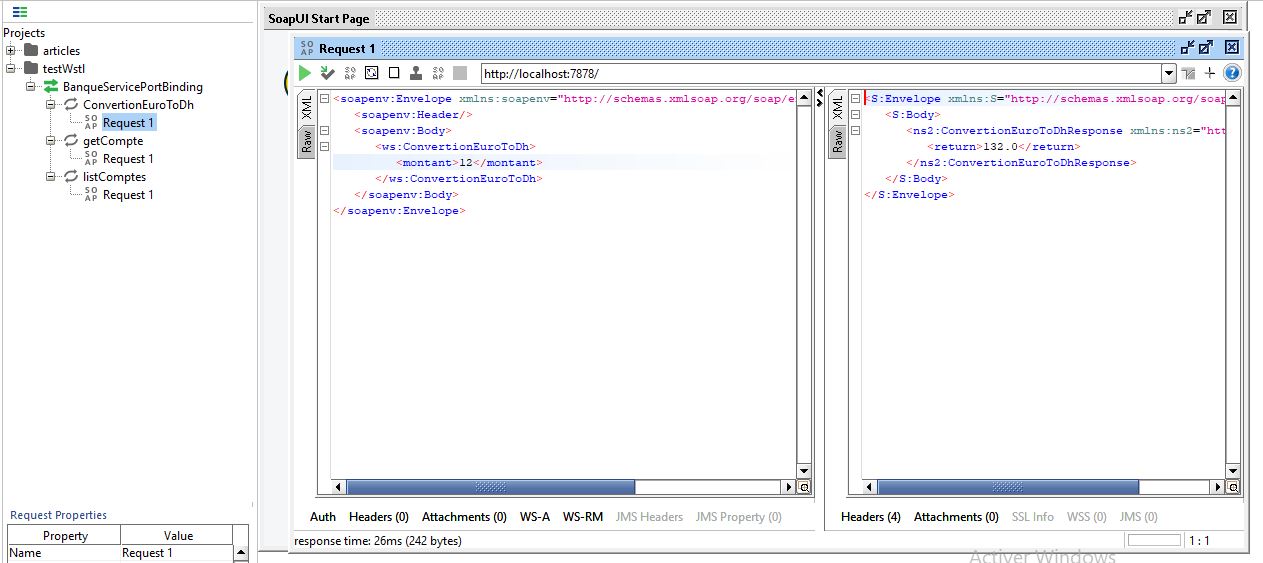 SoapUI Start Page
Projects
articles
testWstl
BanqueServicePortBinding
ConvertionEuroToDh
SO AP Request 1
getCompte
SO AP Request 1
listComptes
SO AP Request 1
SO AP Request 1
http://localhost:7878/
XML
Raw
<soapenv:Envelope xmlns:soapenv="http://schemas.xmlsoap.org/soap/e
<soapenv:Header/>
<soapenv:Body>
<ws:ConvertionEuroToDh>
<montant>12</montant>
</ws:ConvertionEuroToDh>
</soapenv:Body>
</soapenv:Envelope>
XML
Raw
<S:Envelope xmlns:S="http://schemas.xmlsoap.org/soap
<S:Body>
<ns2:ConvertionEuroToDhResponse xmlns:ns2="htt
<return>132.0</return>
</ns2:ConvertionEuroToDhResponse>
</S:Body>
</S:Envelope>
Auth Headers (0) Attachments (0) WS-A WS-RM JMS Headers JMS Property (0)
Headers (4) Attachments (0) SSL Info WSS (0) JMS (0)
response time: 26ms (242 bytes)
1 : 1
Request Properties
Property Value
Name Request 1
Activer Windows